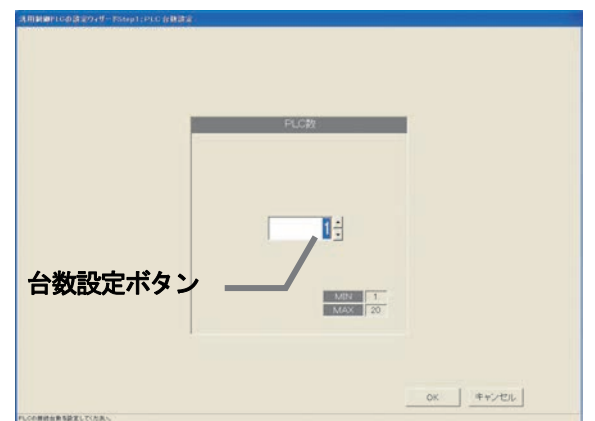 汎用制御PLCの設定ウィザードStep1:PLC台数設定
PLC数
1
台数設定ボタン
MIN 1
MAX 20
OK キャンセル
PLCの接続台数を設定してください。